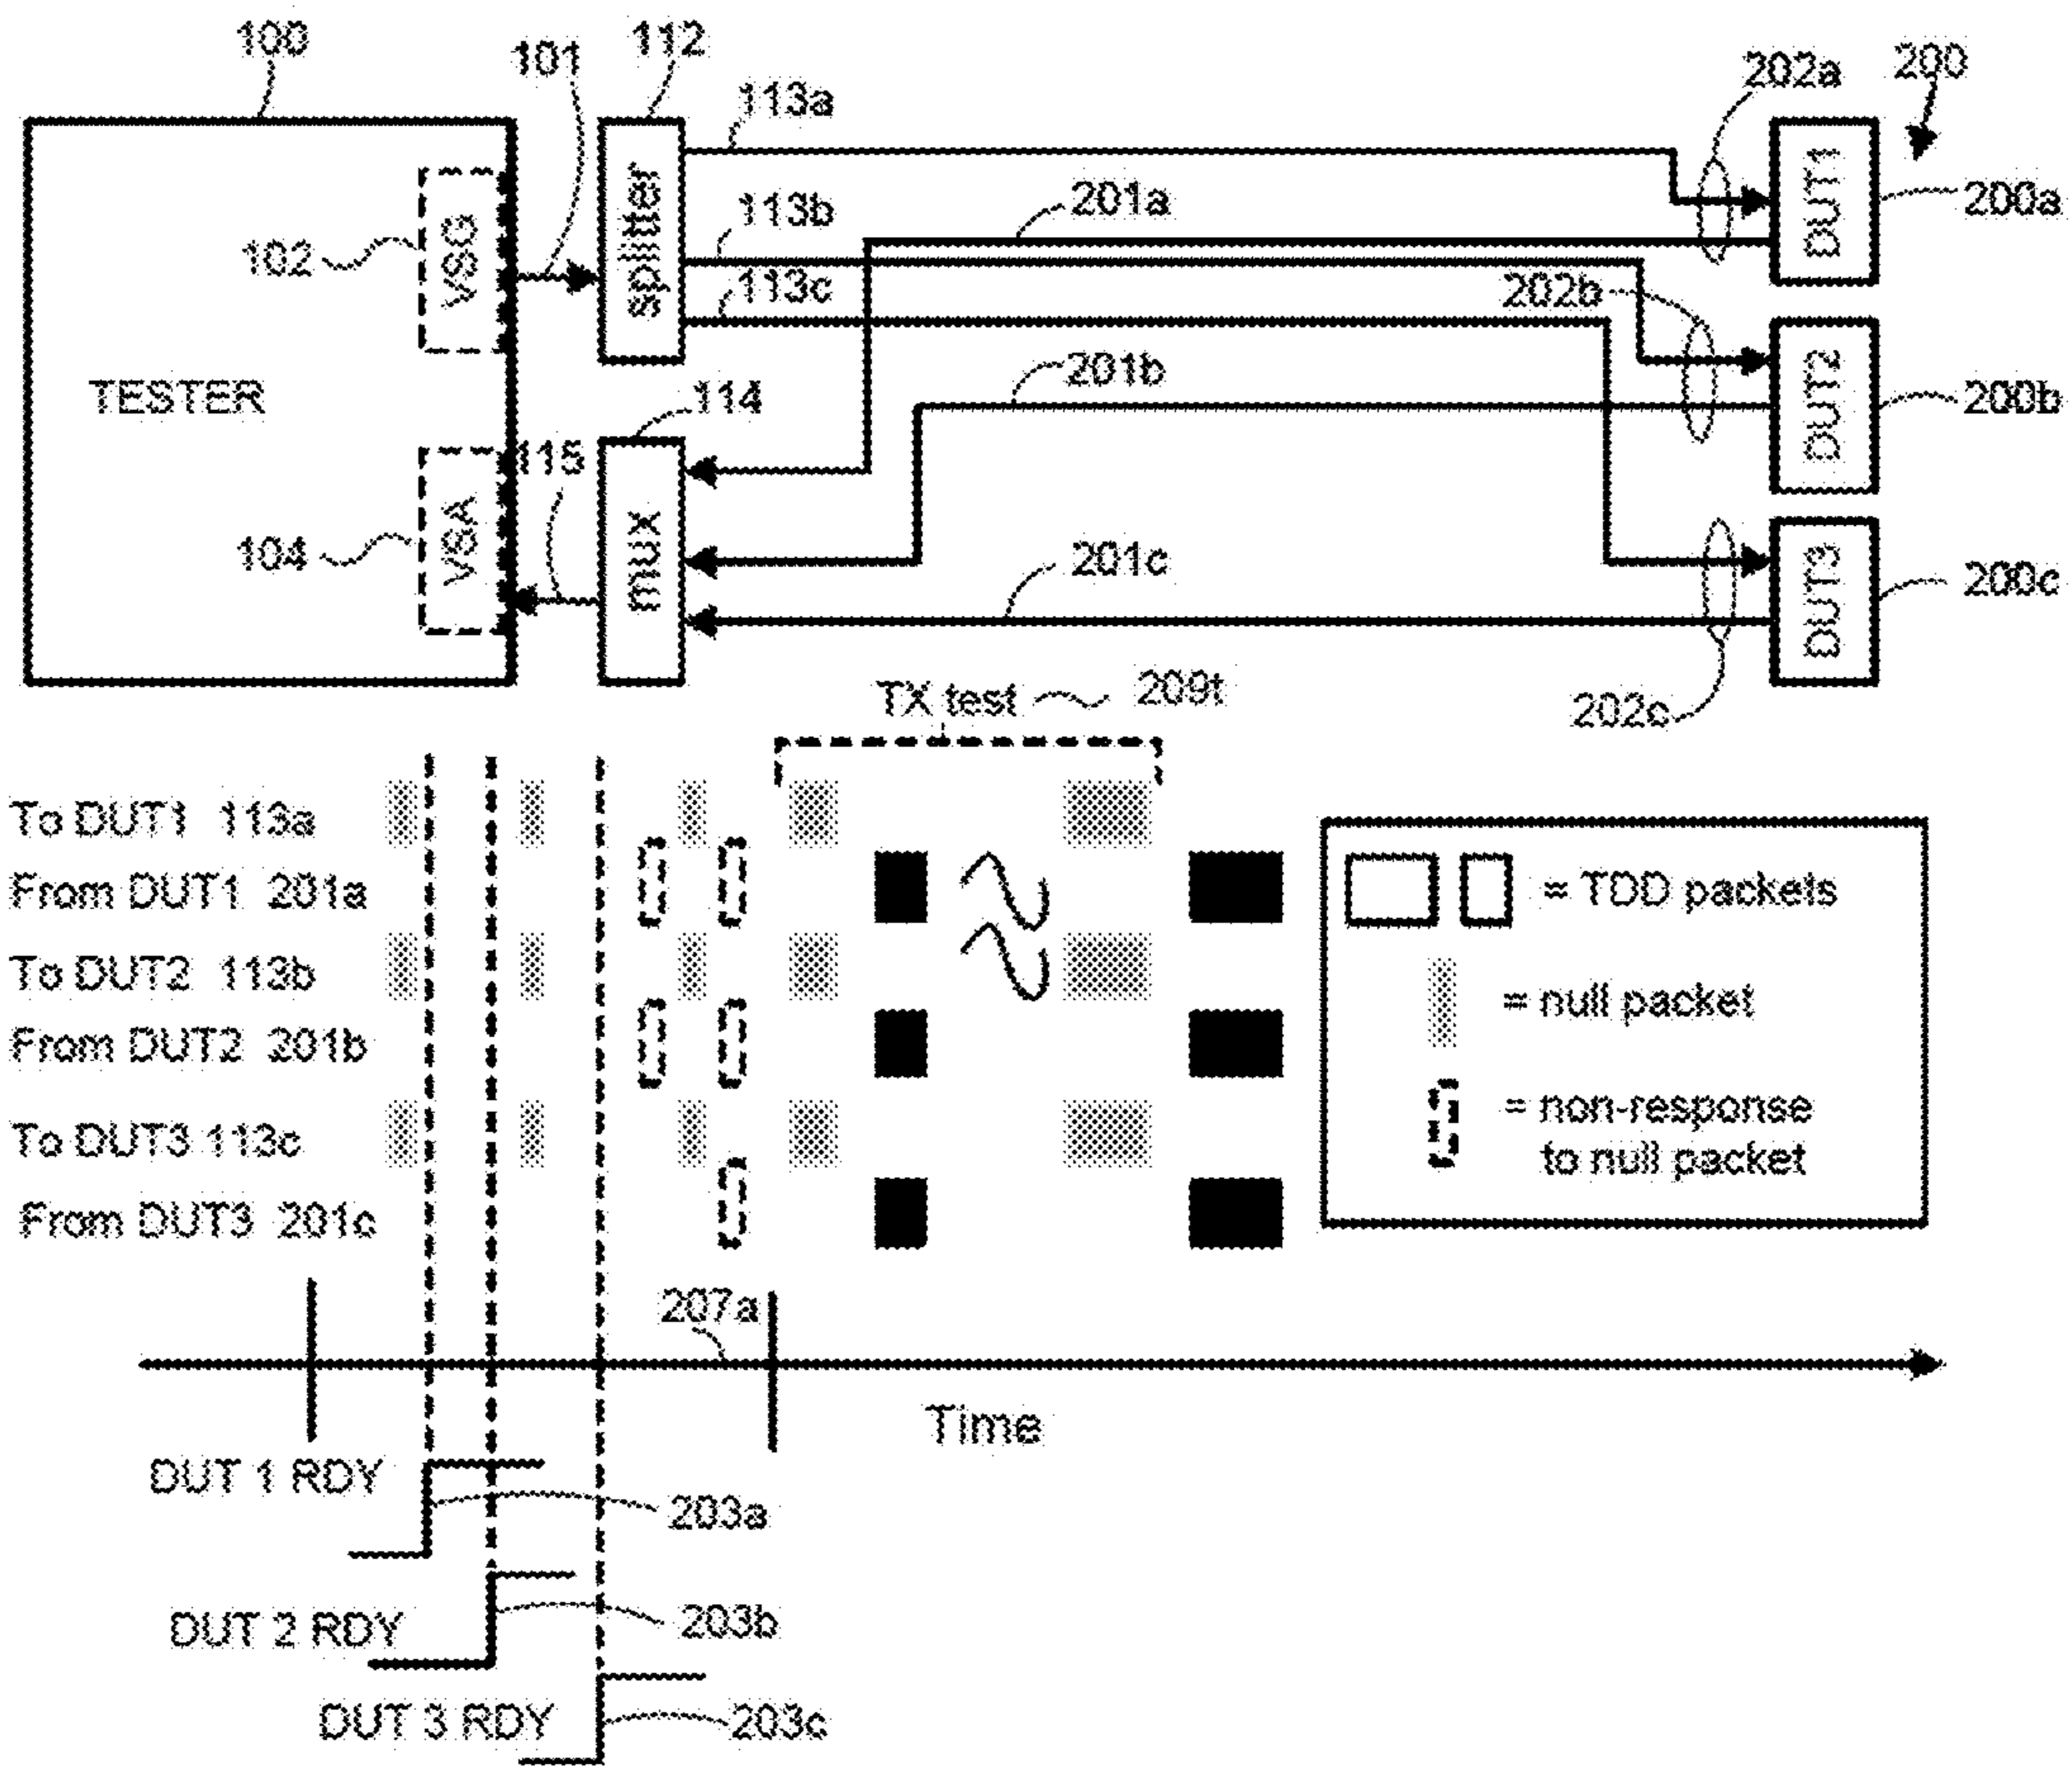 100
101
112
113a
202a
200
VSG
splitter
DUT1
102
113b
201a
200a
113c
202b
TESTER
114
201b
DUT2
200b
115
VSA
mux
104
201c
DUT3
200c
TX test
209t
202c
To DUT1 113a
From DUT1 201a
= TDD packets
To DUT2 113b
= null packet
From DUT2 201b
To DUT3 113c
= non-response
to null packet
From DUT3 201c
207a
Time
DUT 1 RDY
203a
DUT 2 RDY
203b
DUT 3 RDY
203c